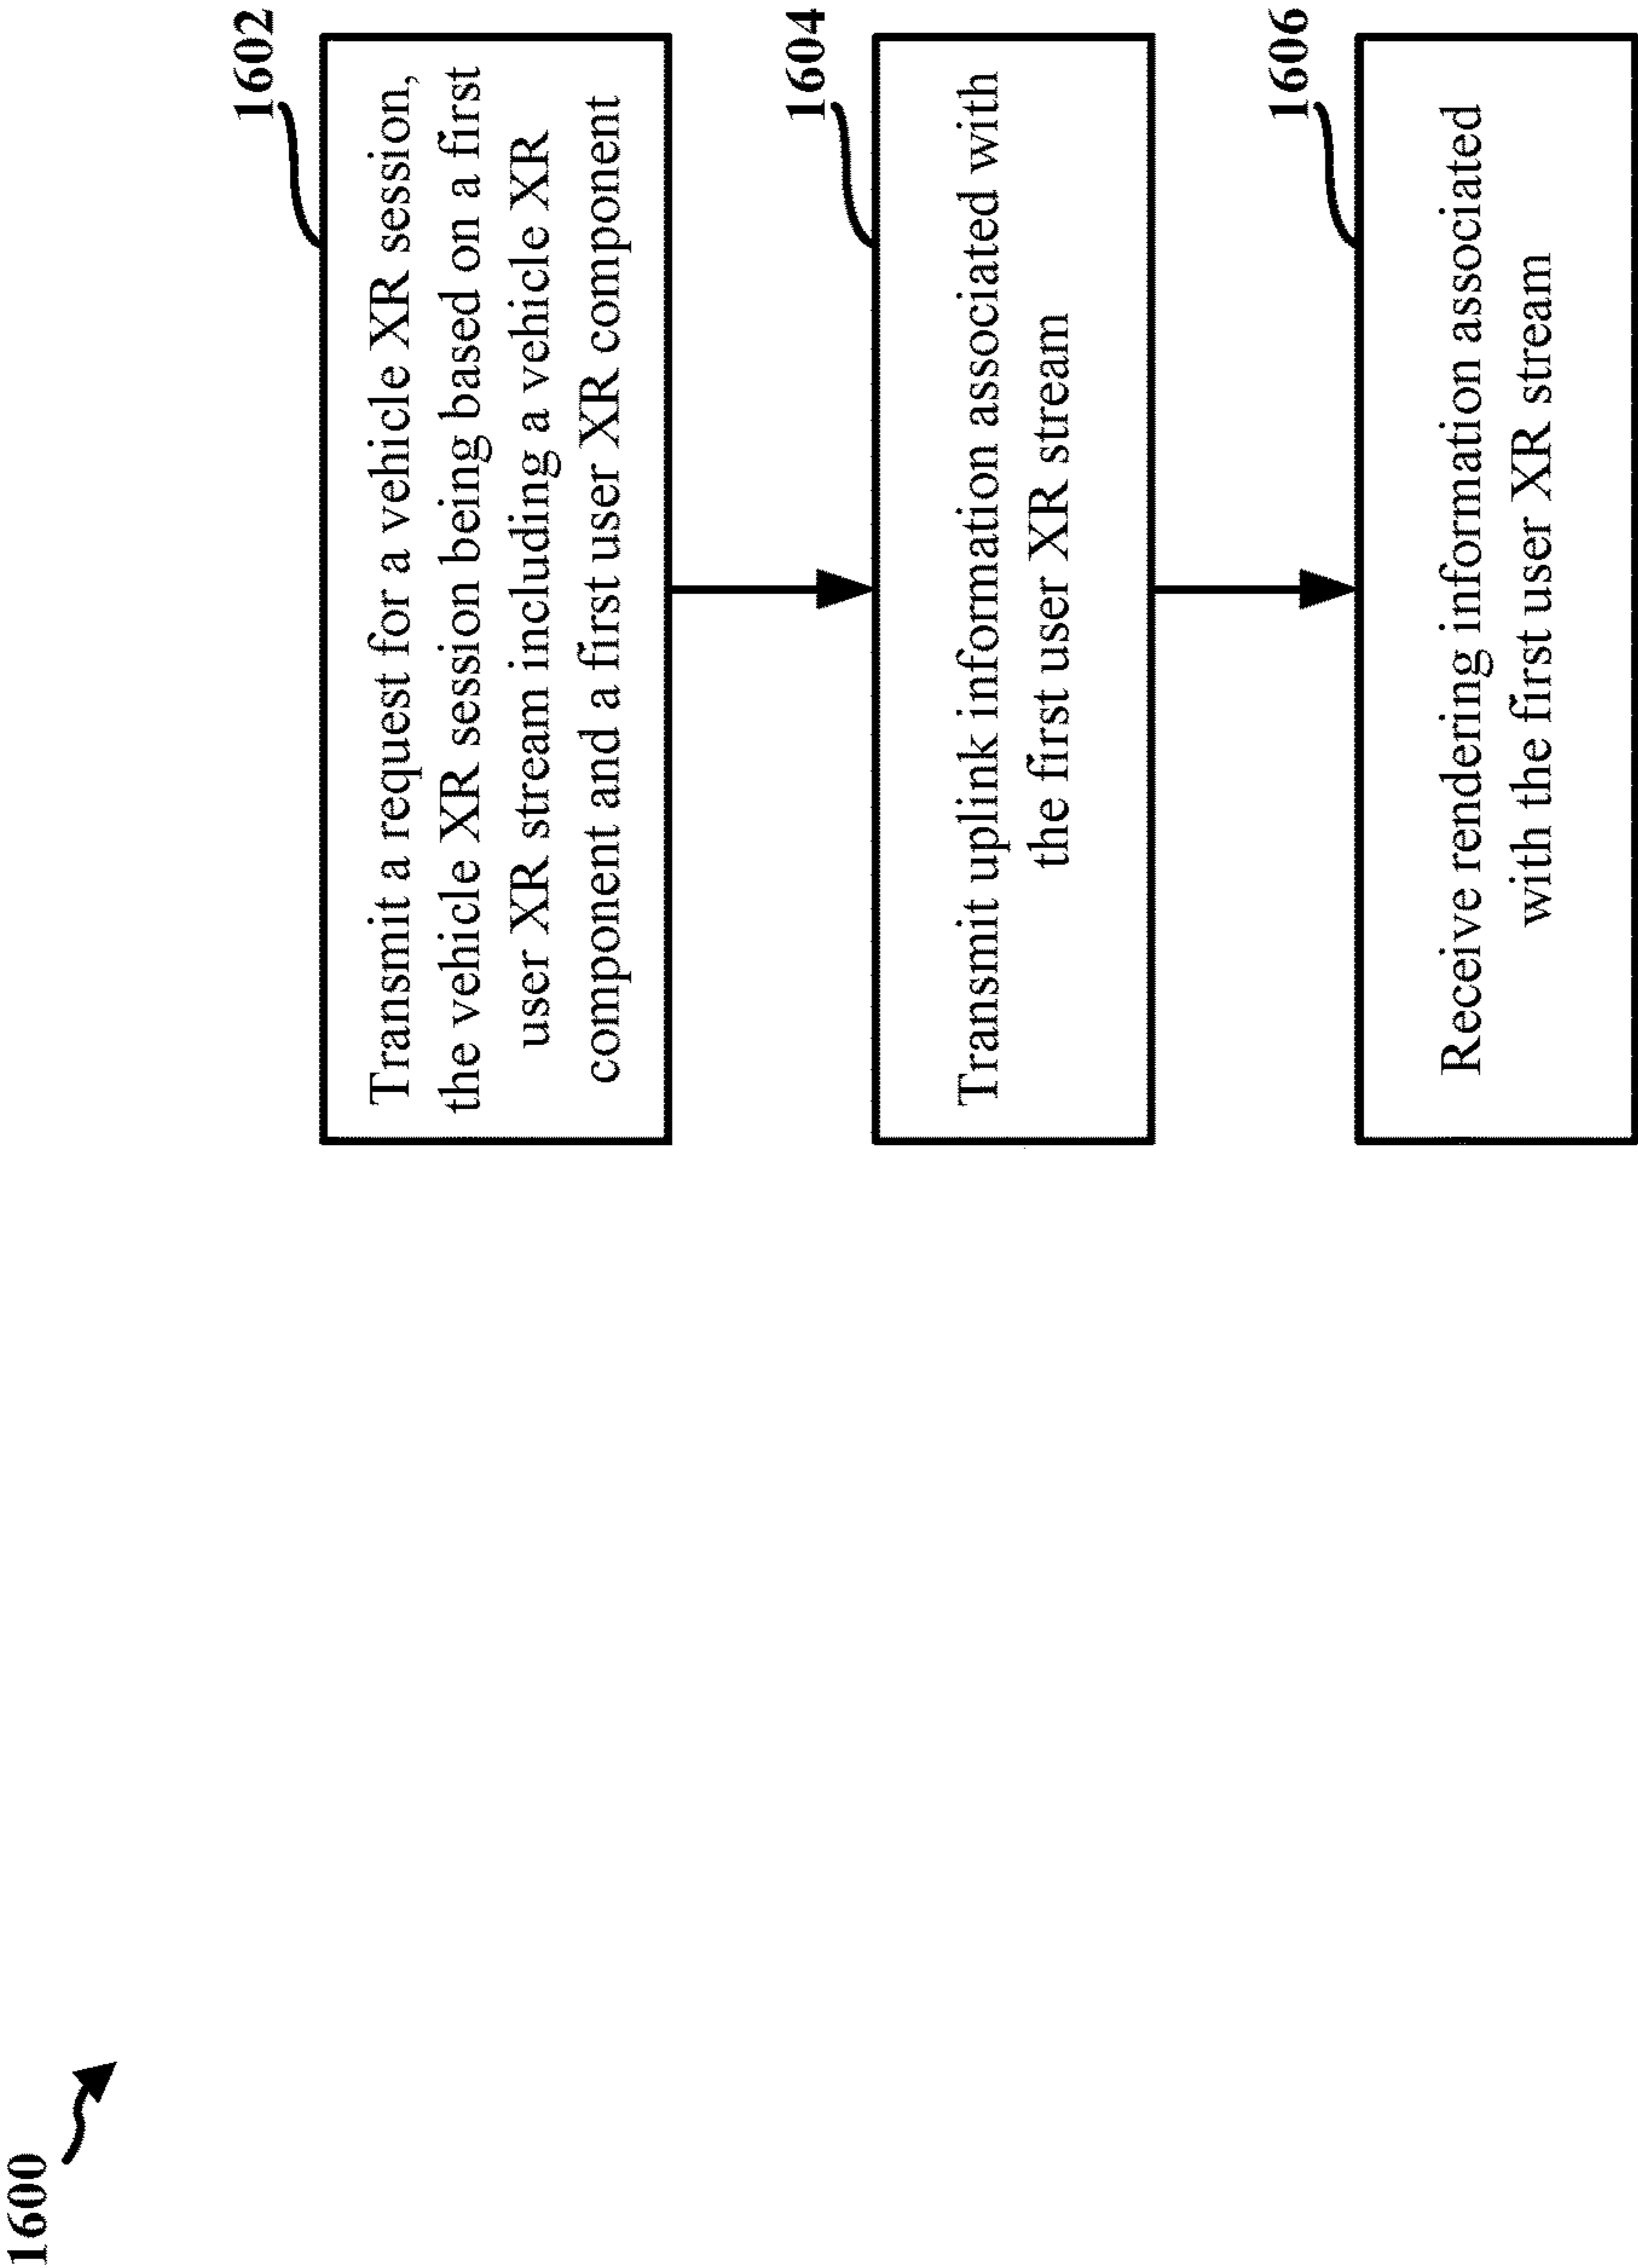 1600
1602
Transmit a request for a vehicle XR session,
the vehicle XR session being based on a first
user XR stream including a vehicle XR
component and a first user XR component
1604
Transmit uplink information associated with
the first user XR stream
1606
Receive rendering information associated
with the first user XR stream